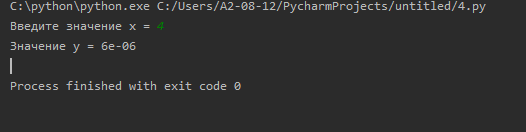 C:\python\python.exe C:/Users/A2-08-12/PycharmProjects/untitled/4.py
Введите значение x = 4
Значение y = 6e-06
Process finished with exit code 0